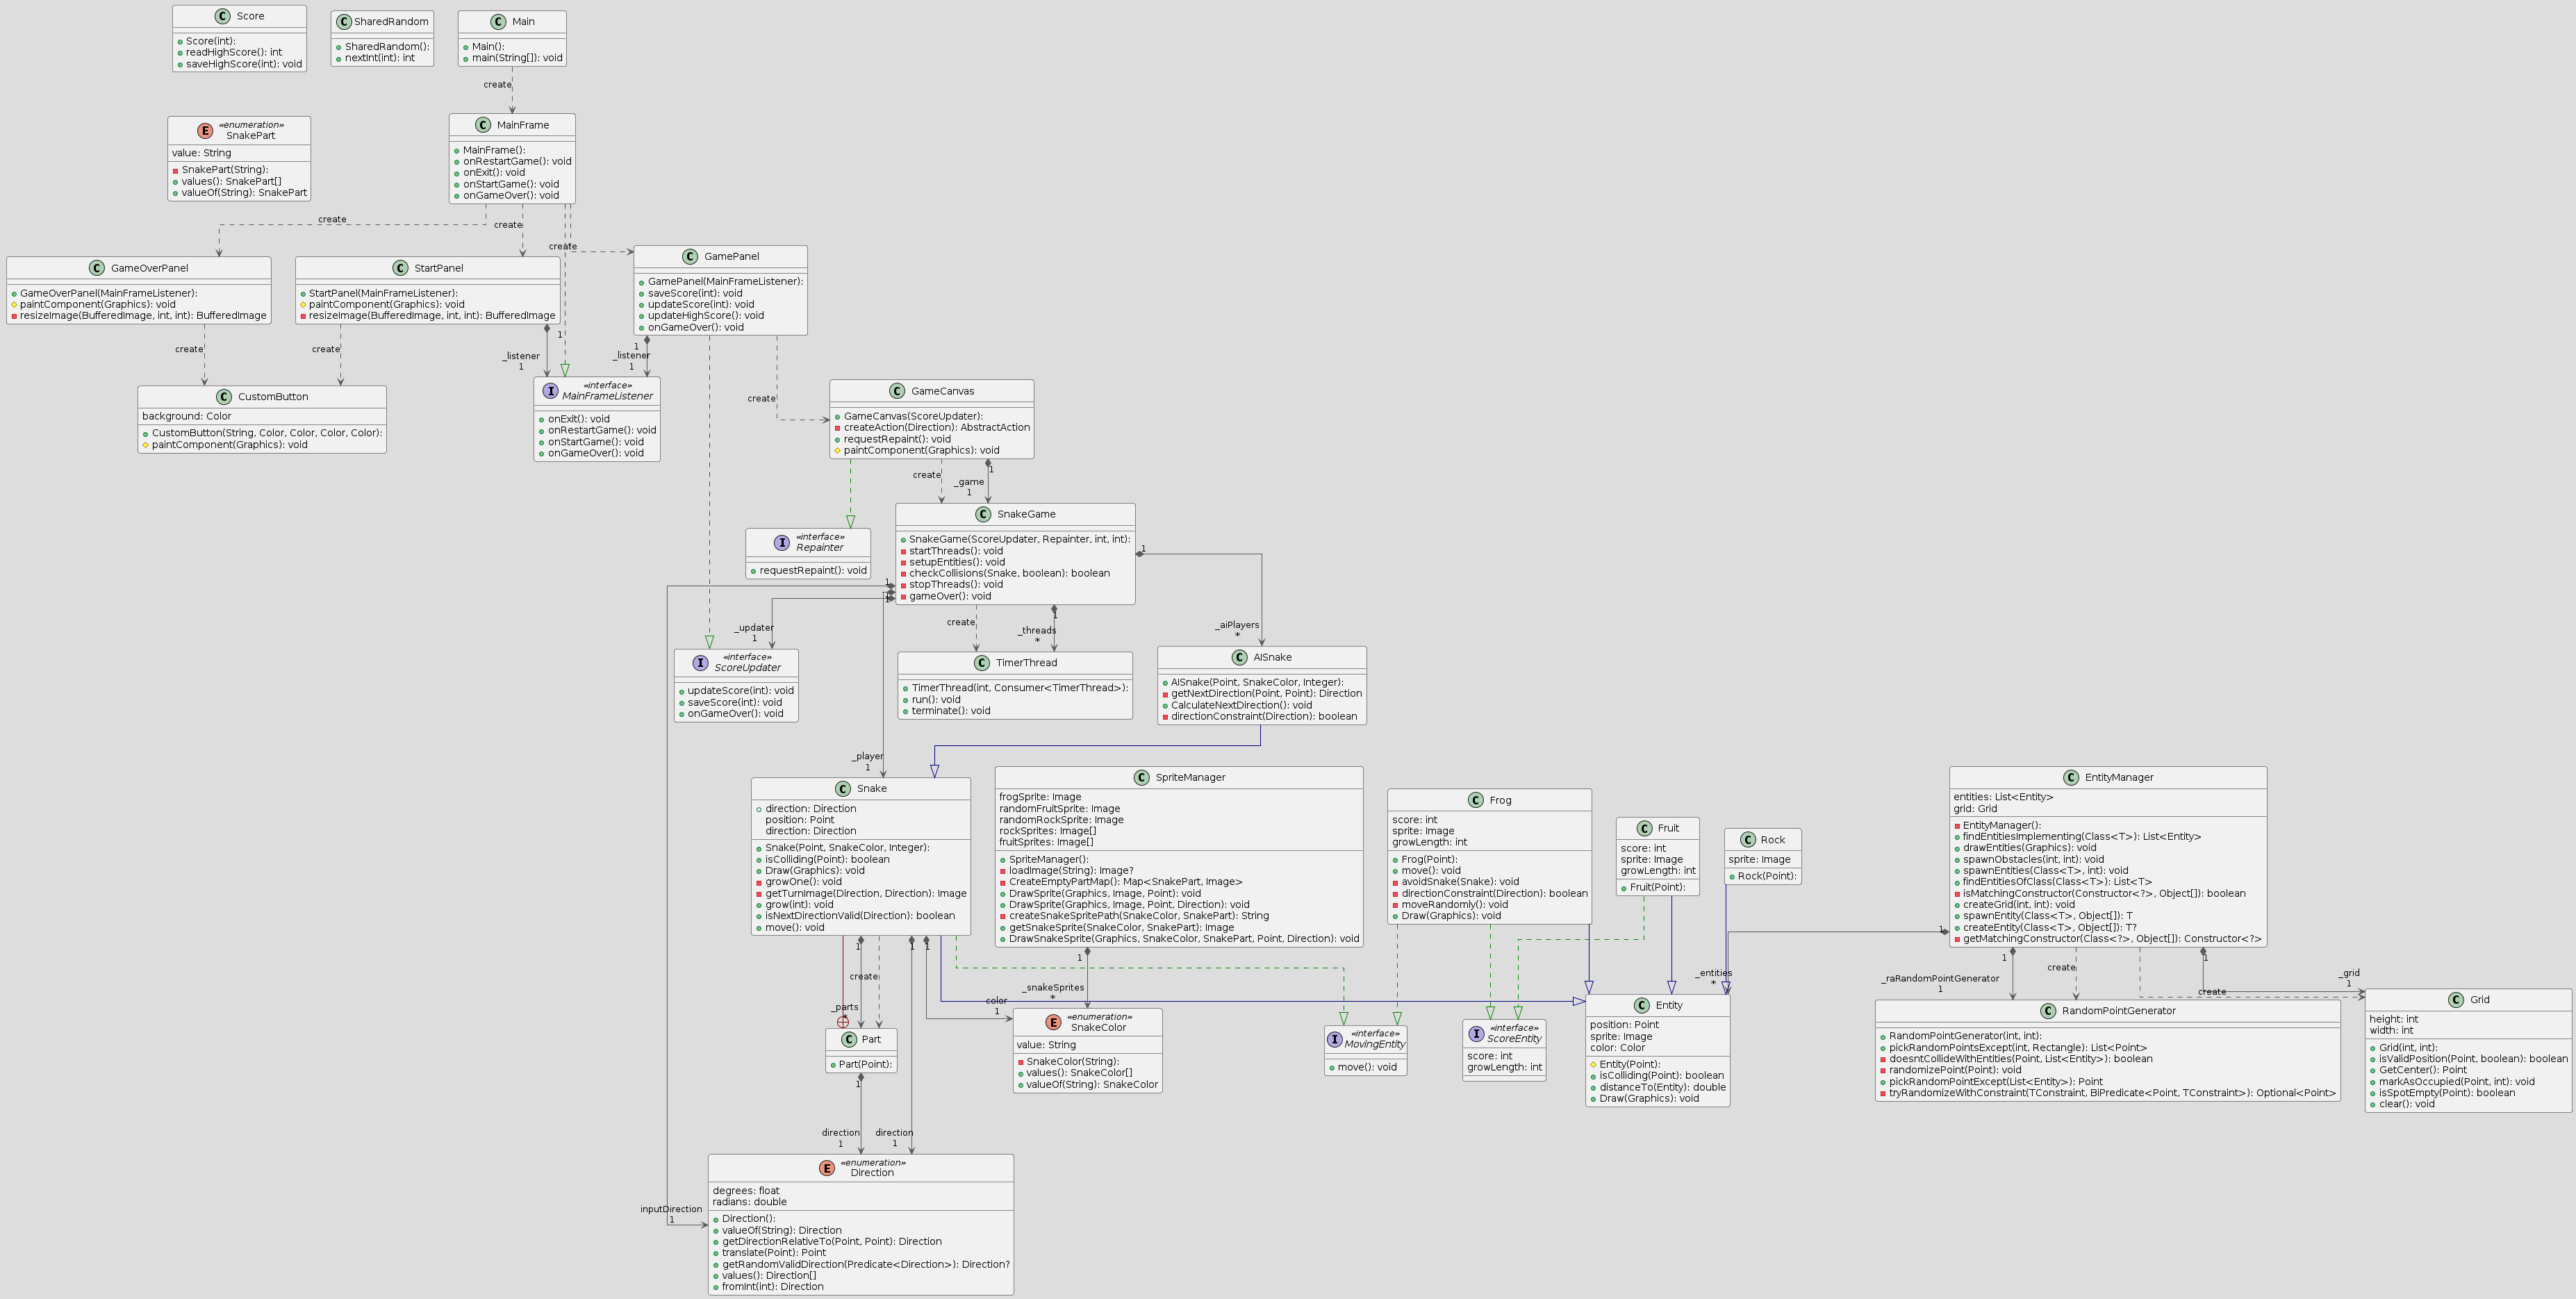 C Score
Score(int):
readHighScore(): int
saveHighScore(int): void
C SharedRandom
SharedRandom():
nextInt(int): int
C Main
Main():
main(String[]): void
create
E «enumeration»
SnakePart
value: String
SnakePart(String):
values(): SnakePart[]
valueOf(String): SnakePart
C MainFrame
MainFrame():
onRestartGame(): void
onExit(): void
onStartGame(): void
onGameOver(): void
create
create
create
C GameOverPanel
GameOverPanel(MainFrameListener):
paintComponent(Graphics): void
resizeImage(BufferedImage, int, int): BufferedImage
C StartPanel
StartPanel(MainFrameListener):
paintComponent(Graphics): void
resizeImage(BufferedImage, int, int): BufferedImage
C GamePanel
GamePanel(MainFrameListener):
saveScore(int): void
updateScore(int): void
updateHighScore(): void
onGameOver(): void
create
create
1
_listener
1
1
_listener
1
create
C CustomButton
background: Color
CustomButton(String, Color, Color, Color, Color):
paintComponent(Graphics): void
I «interface»
MainFrameListener
onExit(): void
onRestartGame(): void
onStartGame(): void
onGameOver(): void
C GameCanvas
GameCanvas(ScoreUpdater):
createAction(Direction): AbstractAction
requestRepaint(): void
paintComponent(Graphics): void
create
1
_game
1
I «interface»
Repainter
requestRepaint(): void
C SnakeGame
SnakeGame(ScoreUpdater, Repainter, int, int):
startThreads(): void
setupEntities(): void
checkCollisions(Snake, boolean): boolean
stopThreads(): void
gameOver(): void
1
1
1
_updater
1
create
1
_threads
*
_aiPlayers
*
I «interface»
ScoreUpdater
updateScore(int): void
saveScore(int): void
onGameOver(): void
C TimerThread
TimerThread(int, Consumer<TimerThread>):
run(): void
terminate(): void
C AISnake
AISnake(Point, SnakeColor, Integer):
getNextDirection(Point, Point): Direction
CalculateNextDirection(): void
directionConstraint(Direction): boolean
_player
1
C Snake
direction: Direction
position: Point
direction: Direction
Snake(Point, SnakeColor, Integer):
isColliding(Point): boolean
Draw(Graphics): void
growOne(): void
getTurnImage(Direction, Direction): Image
grow(int): void
isNextDirectionValid(Direction): boolean
move(): void
C SpriteManager
frogSprite: Image
randomFruitSprite: Image
randomRockSprite: Image
rockSprites: Image[]
fruitSprites: Image[]
SpriteManager():
loadImage(String): Image?
CreateEmptyPartMap(): Map<SnakePart, Image>
DrawSprite(Graphics, Image, Point): void
DrawSprite(Graphics, Image, Point, Direction): void
createSnakeSpritePath(SnakeColor, SnakePart): String
getSnakeSprite(SnakeColor, SnakePart): Image
DrawSnakeSprite(Graphics, SnakeColor, SnakePart, Point, Direction): void
C Frog
score: int
sprite: Image
growLength: int
Frog(Point):
move(): void
avoidSnake(Snake): void
directionConstraint(Direction): boolean
moveRandomly(): void
Draw(Graphics): void
C Fruit
score: int
sprite: Image
growLength: int
Fruit(Point):
C Rock
sprite: Image
Rock(Point):
C EntityManager
entities: List<Entity>
grid: Grid
EntityManager():
findEntitiesImplementing(Class<T>): List<Entity>
drawEntities(Graphics): void
spawnObstacles(int, int): void
spawnEntities(Class<T>, int): void
findEntitiesOfClass(Class<T>): List<T>
isMatchingConstructor(Constructor<?>, Object[]): boolean
createGrid(int, int): void
spawnEntity(Class<T>, Object[]): T
createEntity(Class<T>, Object[]): T?
getMatchingConstructor(Class<?>, Object[]): Constructor<?>
1
1
1
create
_parts
*
color
1
1
_snakeSprites
*
1
_entities
*
1
_raRandomPointGenerator
1
create
1
create
_grid
1
C Part
Part(Point):
E «enumeration»
SnakeColor
value: String
SnakeColor(String):
values(): SnakeColor[]
valueOf(String): SnakeColor
I «interface»
MovingEntity
move(): void
I «interface»
ScoreEntity
score: int
growLength: int
C Entity
position: Point
sprite: Image
color: Color
Entity(Point):
isColliding(Point): boolean
distanceTo(Entity): double
Draw(Graphics): void
C RandomPointGenerator
RandomPointGenerator(int, int):
pickRandomPointsExcept(int, Rectangle): List<Point>
doesntCollideWithEntities(Point, List<Entity>): boolean
randomizePoint(Point): void
pickRandomPointExcept(List<Entity>): Point
tryRandomizeWithConstraint(TConstraint, BiPredicate<Point, TConstraint>): Optional<Point>
C Grid
height: int
width: int
Grid(int, int):
isValidPosition(Point, boolean): boolean
GetCenter(): Point
markAsOccupied(Point, int): void
isSpotEmpty(Point): boolean
clear(): void
1
direction
1
direction
1
inputDirection
1
E «enumeration»
Direction
degrees: float
radians: double
Direction():
valueOf(String): Direction
getDirectionRelativeTo(Point, Point): Direction
translate(Point): Point
getRandomValidDirection(Predicate<Direction>): Direction?
values(): Direction[]
fromInt(int): Direction